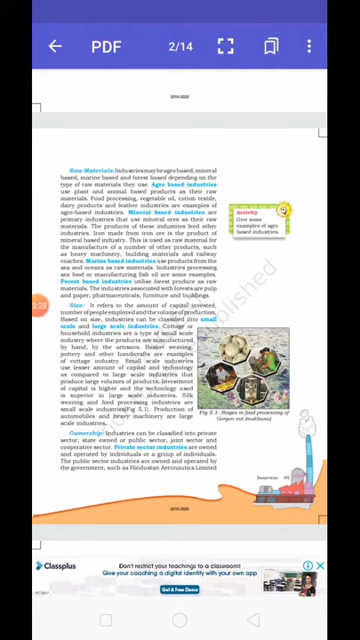 PDF
2/14
2019-2020
Raw Materials: Industries may be agro based, mineral
based, marine based and forest based depending on the
type of raw materials they use. Agro based industries
use plant and animal based products as their raw
materials. Food processing, vegetable oil, cotton textile,
dairy products and leather industries are examples of
agro-based industries. Mineral based industries are
primary industries that use mineral ores as their raw
materials. The products of these industries feed other
industries. Iron made from iron ore is the product of
mineral based industry. This is used as raw material for
the manufacture of a number of other products, such
as heavy machinery, building materials and railway
coaches. Marine based industries use products from the
sea and oceans as raw materials. Industries processing
sea food or manufacturing fish oil are some examples.
Forest based industries utilise forest produce as raw
materials. The industries associated with forests are pulp
and paper, pharmaceuticals, furniture and buildings.
Activity
Give some
examples of agro
based industries.
Size: It refers to the amount of capital invested,
number of people employed and the volume of production.
Based on size, industries can be classified into small
scale and large scale industries. Cottage or
household industries are a type of small scale
industry where the products are manufactured
by hand, by the artisans. Basket weaving,
pottery and other handicrafts are examples
of cottage industry. Small scale industries
use lesser amount of capital and technology
as compared to large scale industries that
produce large volumes of products. Investment
of capital is higher and the technology used
is superior in large scale industries. Silk
weaving and food processing industries are
small scale industries(Fig 5.1). Production of
automobiles and heavy machinery are large
scale industries.
Fig 5.1: Stages in food processing of
Gorgon nut (makhana)
Ownership: Industries can be classified into private
sector, state owned or public sector, joint sector and
cooperative sector. Private sector industries are owned
and operated by individuals or a group of individuals.
The public sector industries are owned and operated by
the government, such as Hindustan Aeronautics Limited
Industries 49
2019-2020
03:28
published
Classplus
Don't restrict your teachings to a classroom!
Give your coaching a digital identity with your own app.
Get A Free Demo